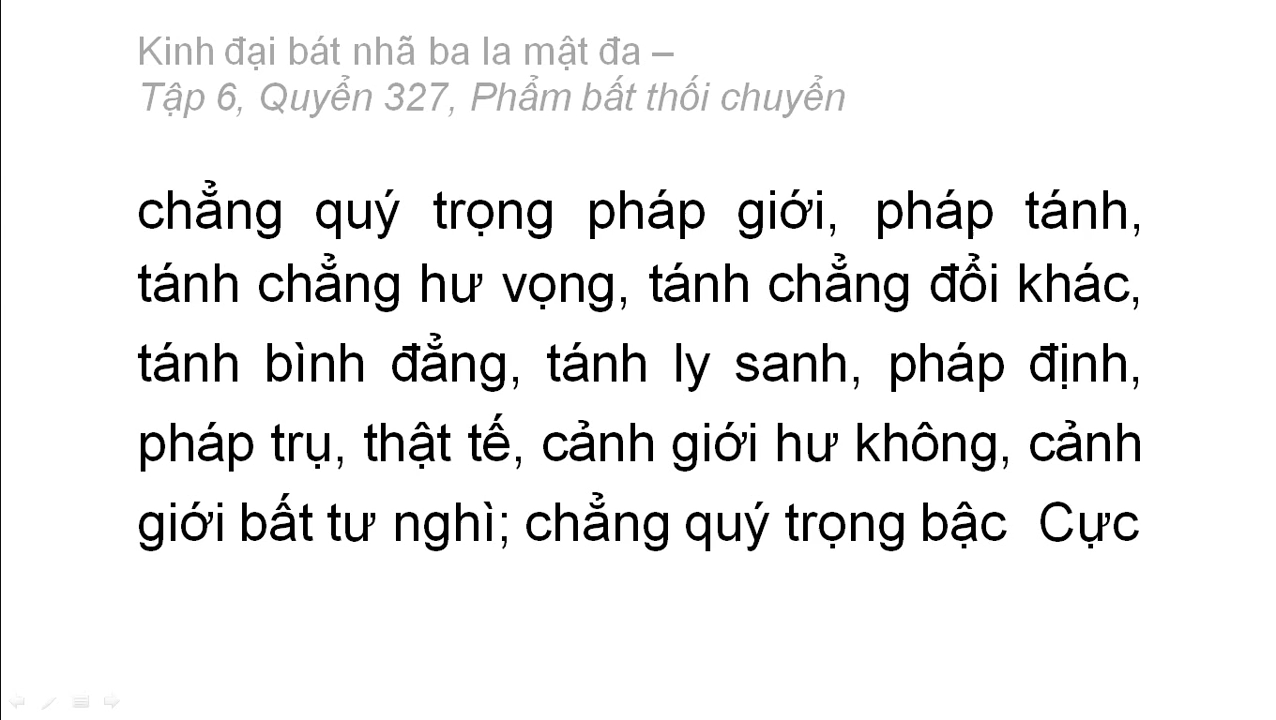 Kinh đại bát nhã ba la mật đa –
Tập 6, Quyển 327, Phẩm bất thối chuyển
chẳng quý trọng pháp giới, pháp tánh,
tánh chẳng hư vọng, tánh chẳng đổi khác,
tánh bình đẳng, tánh ly sanh, pháp định,
pháp trụ, thật tế, cảnh giới hư không, cảnh
giới bất tư nghì; chẳng quý trọng bậc Cực